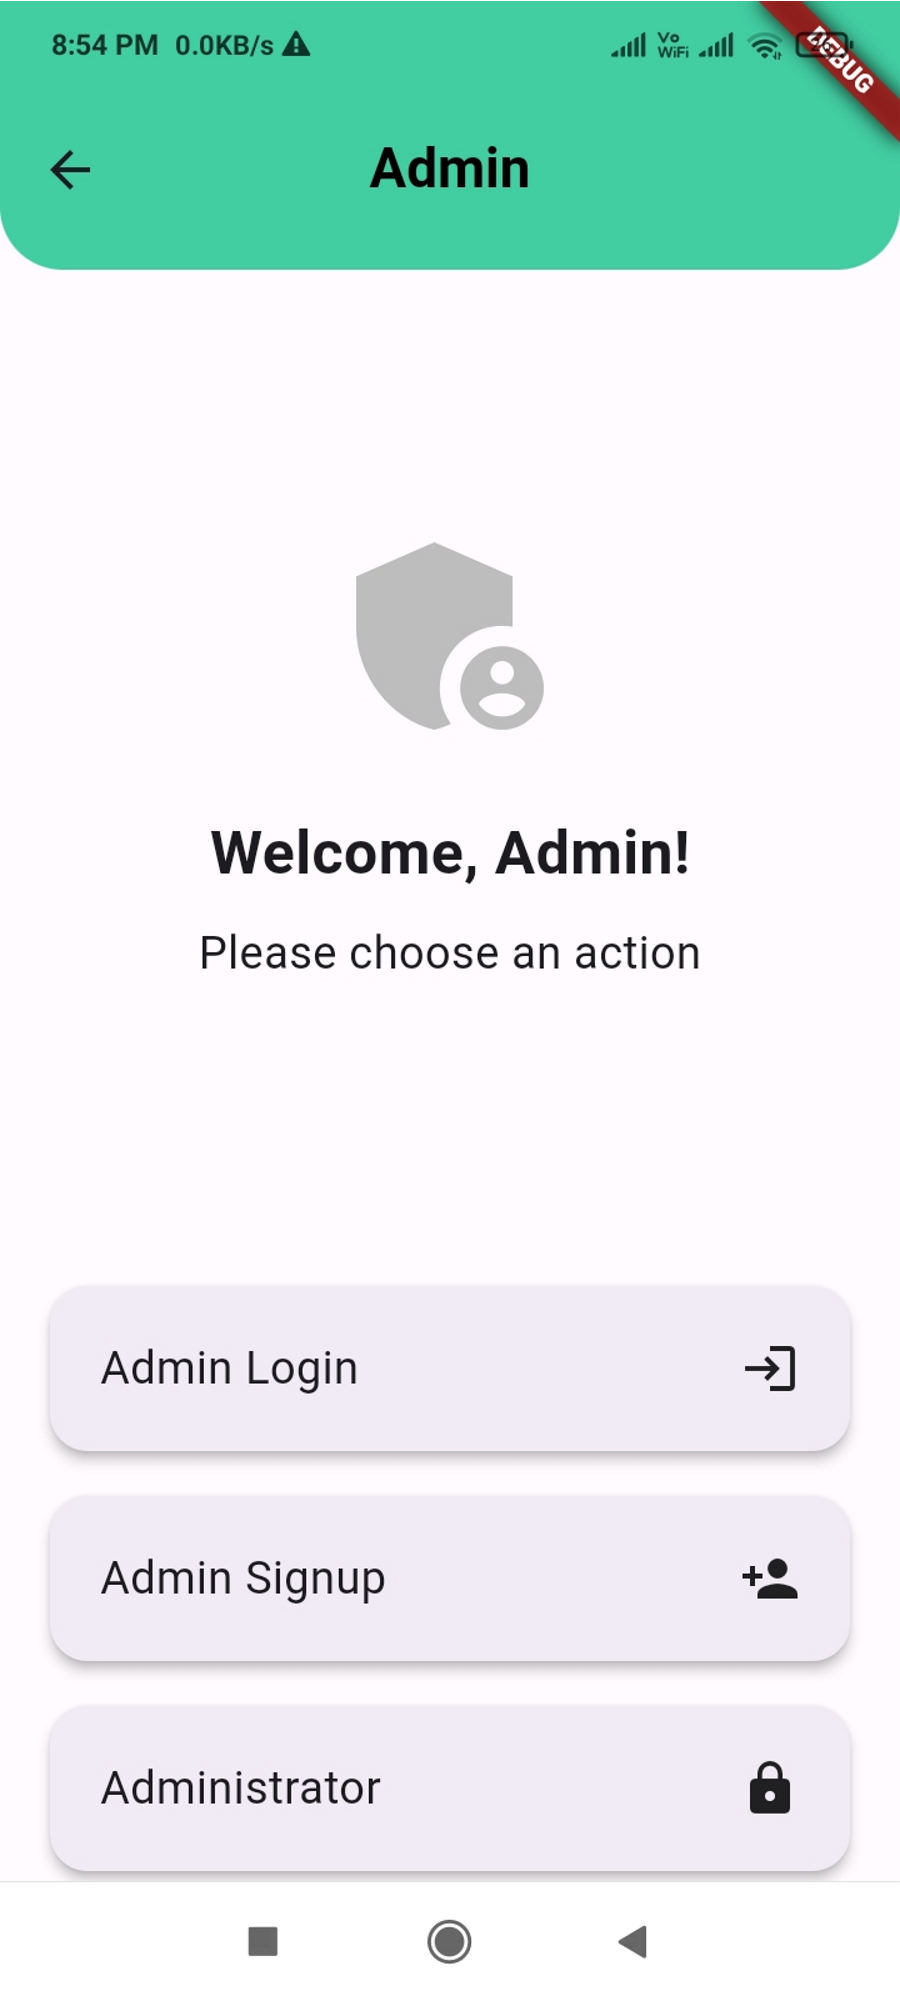 8:54 PM 0.0KB/s
Vo
WiFi
DEBUG
Admin
Welcome, Admin!
Please choose an action
Admin Login
Admin Signup
Administrator